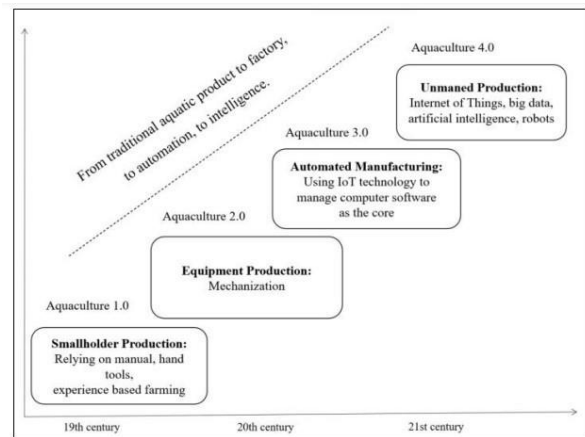 Aquaculture 4.0
Unmaned Production:
Internet of Things, big data,
artificial intelligence, robots
From traditional aquatic product to factory,
to automation, to intelligence.
Aquaculture 3.0
Automated Manufacturing:
Using IoT technology to
manage computer software
as the core
Aquaculture 2.0
Equipment Production:
Mechanization
Aquaculture 1.0
Smallholder Production:
Relying on manual, hand
tools,
experience based farming
19th century
20th century
21st century